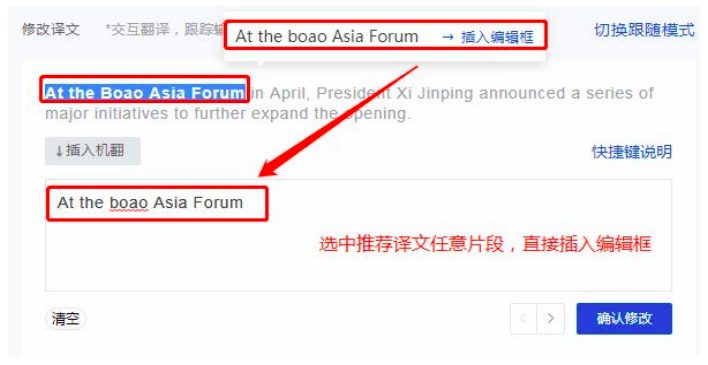 修改译文 *交互翻译，跟踪
At the boao Asia Forum → 插入编辑框
切换跟随模式
At the Boao Asia Forum in April, President Xi Jinping announced a series of
major initiatives to further expand the opening.
↓插入机翻
快捷键说明
At the boao Asia Forum
选中推荐译文任意片段，直接插入编辑框
清空
< >
确认修改